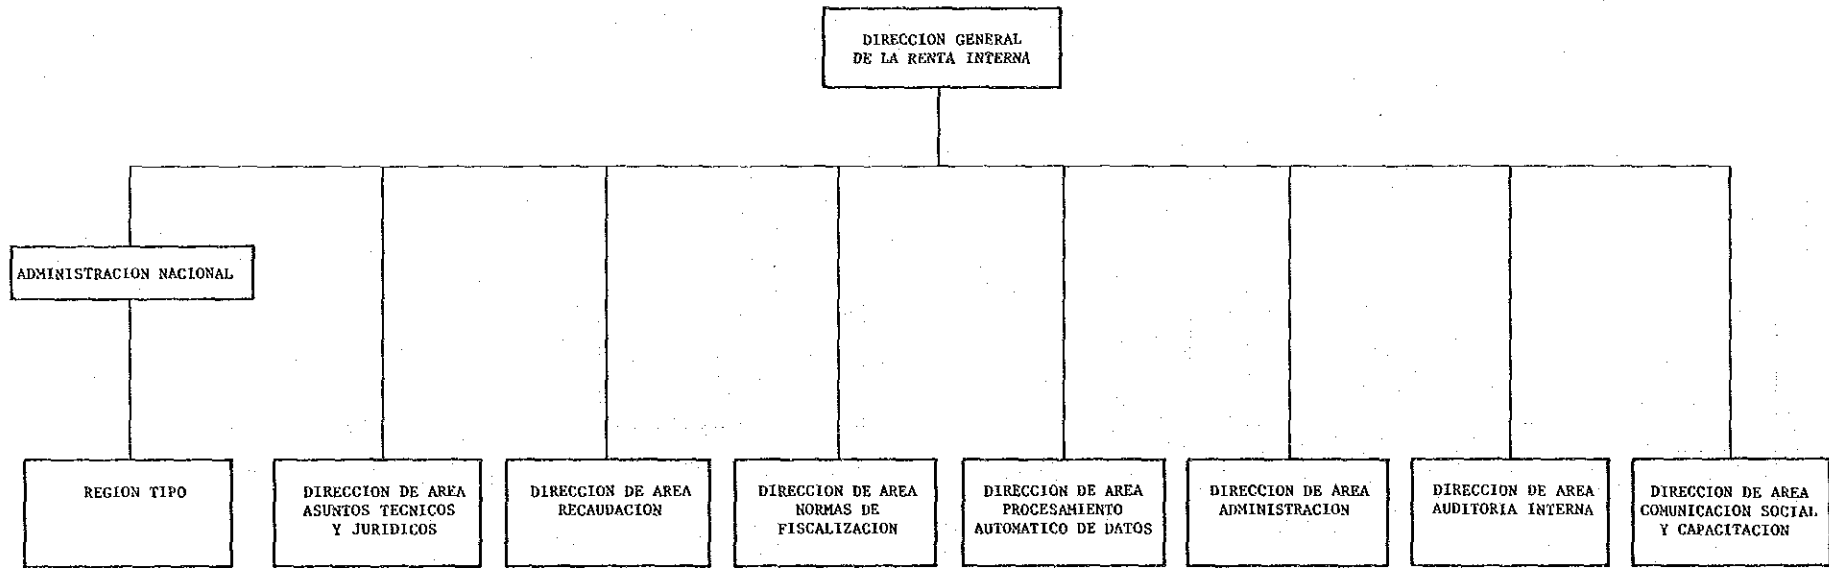 DIRECCION GENERAL
DE LA RENTA INTERNA
ADMINISTRACION NACIONAL
REGION TIPO
DIRECCION DE AREA
ASUNTOS TECNICOS
Y JURIDICOS
DIRECCION DE AREA
RECAUDACION
DIRECCION DE AREA
NORMAS DE
FISCALIZACION
DIRECCION DE AREA
PROCESAMIENTO
AUTOMATICO DE DATOS
DIRECCION DE AREA
ADMINISTRACION
DIRECCION DE AREA
AUDITORIA INTERNA
DIRECCION DE AREA
COMUNICACION SOCIAL
Y CAPACITACION